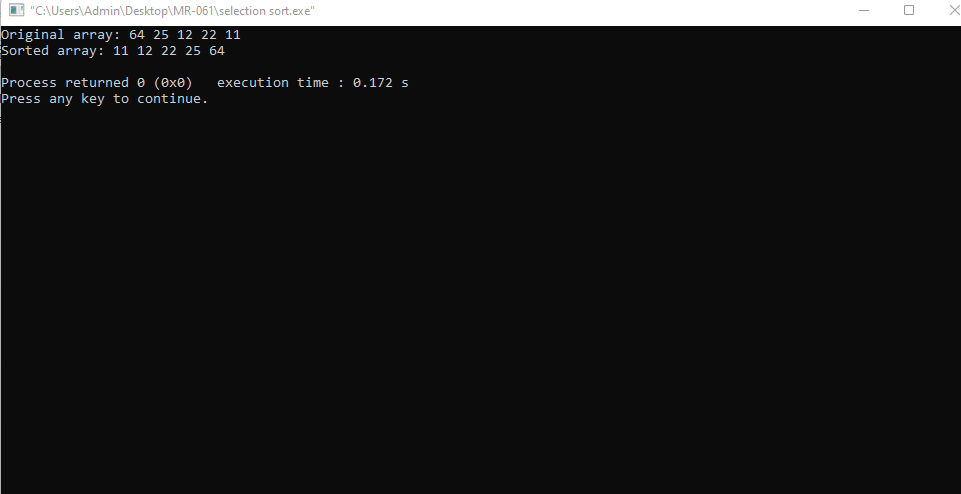 "C:\Users\Admin\Desktop\MR-061\selection sort.exe"
Original array: 64 25 12 22 11
Sorted array: 11 12 22 25 64
Process returned 0 (0x0)   execution time : 0.172 s
Press any key to continue.